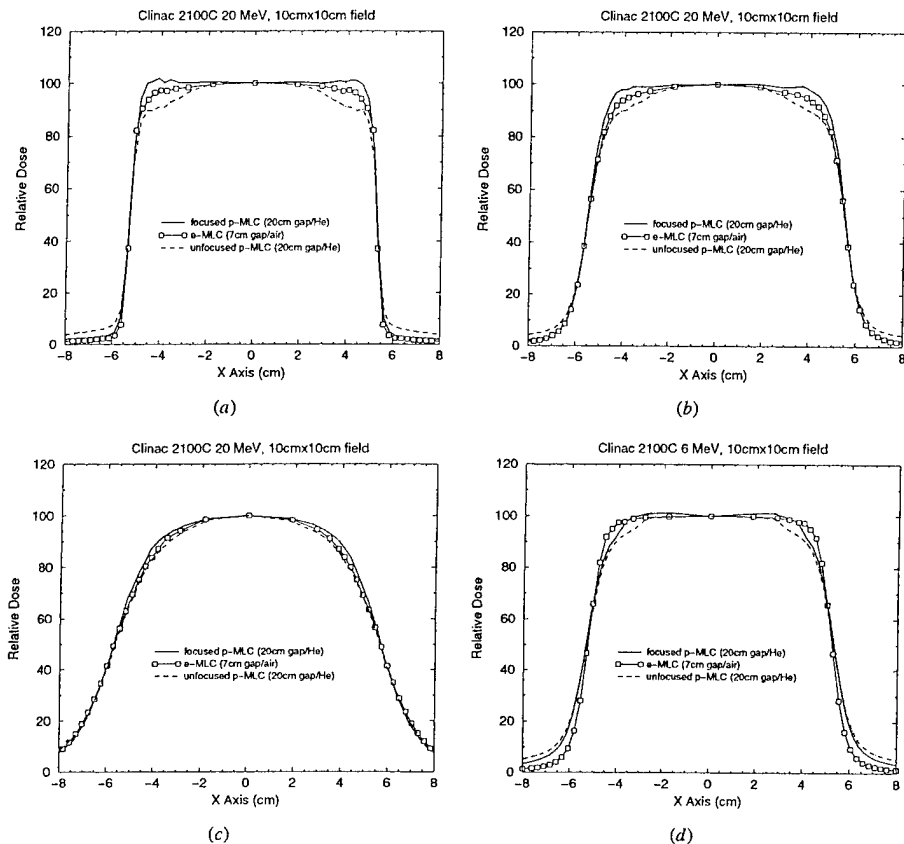 Clinac 2100C 20 MeV, 10cmx10cm field
120
100
80
60
40
20
0
Relative Dose
focused p-MLC (20cm gap/He)
e-MLC (7cm gap/air)
unfocused p-MLC (20cm gap/He)
-8 -6 -4 -2 0 2 4 6 8
X Axis (cm)
(a)
Clinac 2100C 20 MeV, 10cmx10cm field
120
100
80
60
40
20
0
Relative Dose
focused p-MLC (20cm gap/He)
e-MLC (7cm gap/air)
unfocused p-MLC (20cm gap/He)
-8 -6 -4 -2 0 2 4 6 8
X Axis (cm)
(b)
Clinac 2100C 20 MeV, 10cmx10cm field
120
100
80
60
40
20
0
Relative Dose
focused p-MLC (20cm gap/He)
e-MLC (7cm gap/air)
unfocused p-MLC (20cm gap/He)
-8 -6 -4 -2 0 2 4 6 8
X Axis (cm)
(c)
Clinac 2100C 6 MeV, 10cmx10cm field
120
100
80
60
40
20
0
Relative Dose
focused p-MLC (20cm gap/He)
e-MLC (7cm gap/air)
unfocused p-MLC (20cm gap/He)
-8 -6 -4 -2 0 2 4 6 8
X Axis (cm)
(d)